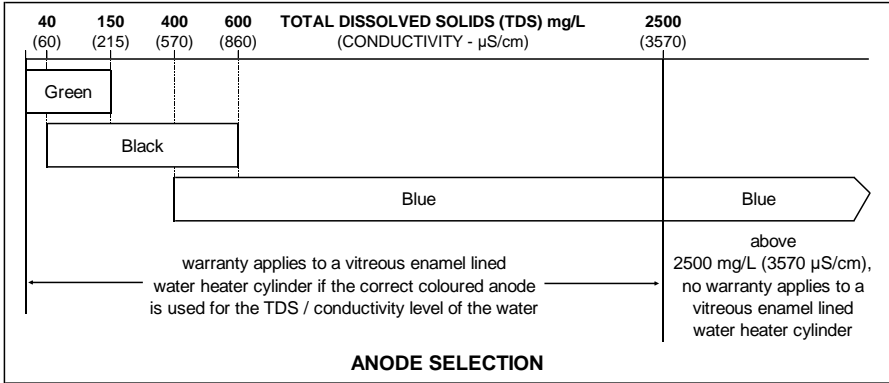 40 150 400 600 TOTAL DISSOLVED SOLIDS (TDS) mg/L 2500
(60) (215) (570) (860) (CONDUCTIVITY - µS/cm) (3570)
Green
Black
Blue Blue
warranty applies to a vitreous enamel lined
water heater cylinder if the correct coloured anode
is used for the TDS / conductivity level of the water
above
2500 mg/L (3570 µS/cm),
no warranty applies to a
vitreous enamel lined
water heater cylinder
ANODE SELECTION